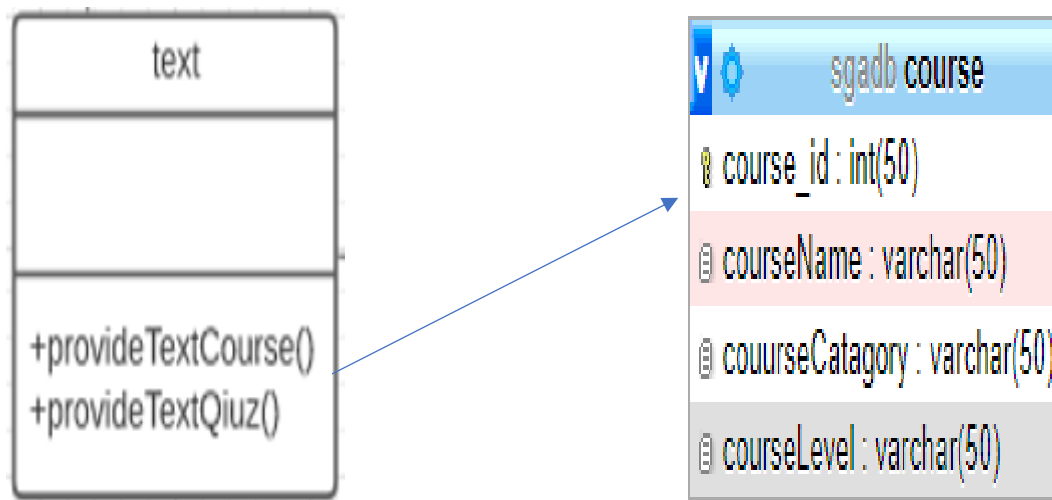 text
+provideTextCourse()
+provideTextQiuz()
v sgadb course
course_id : int(50)
courseName : varchar(50)
couurseCatagory : varchar(50)
courseLevel : varchar(50)